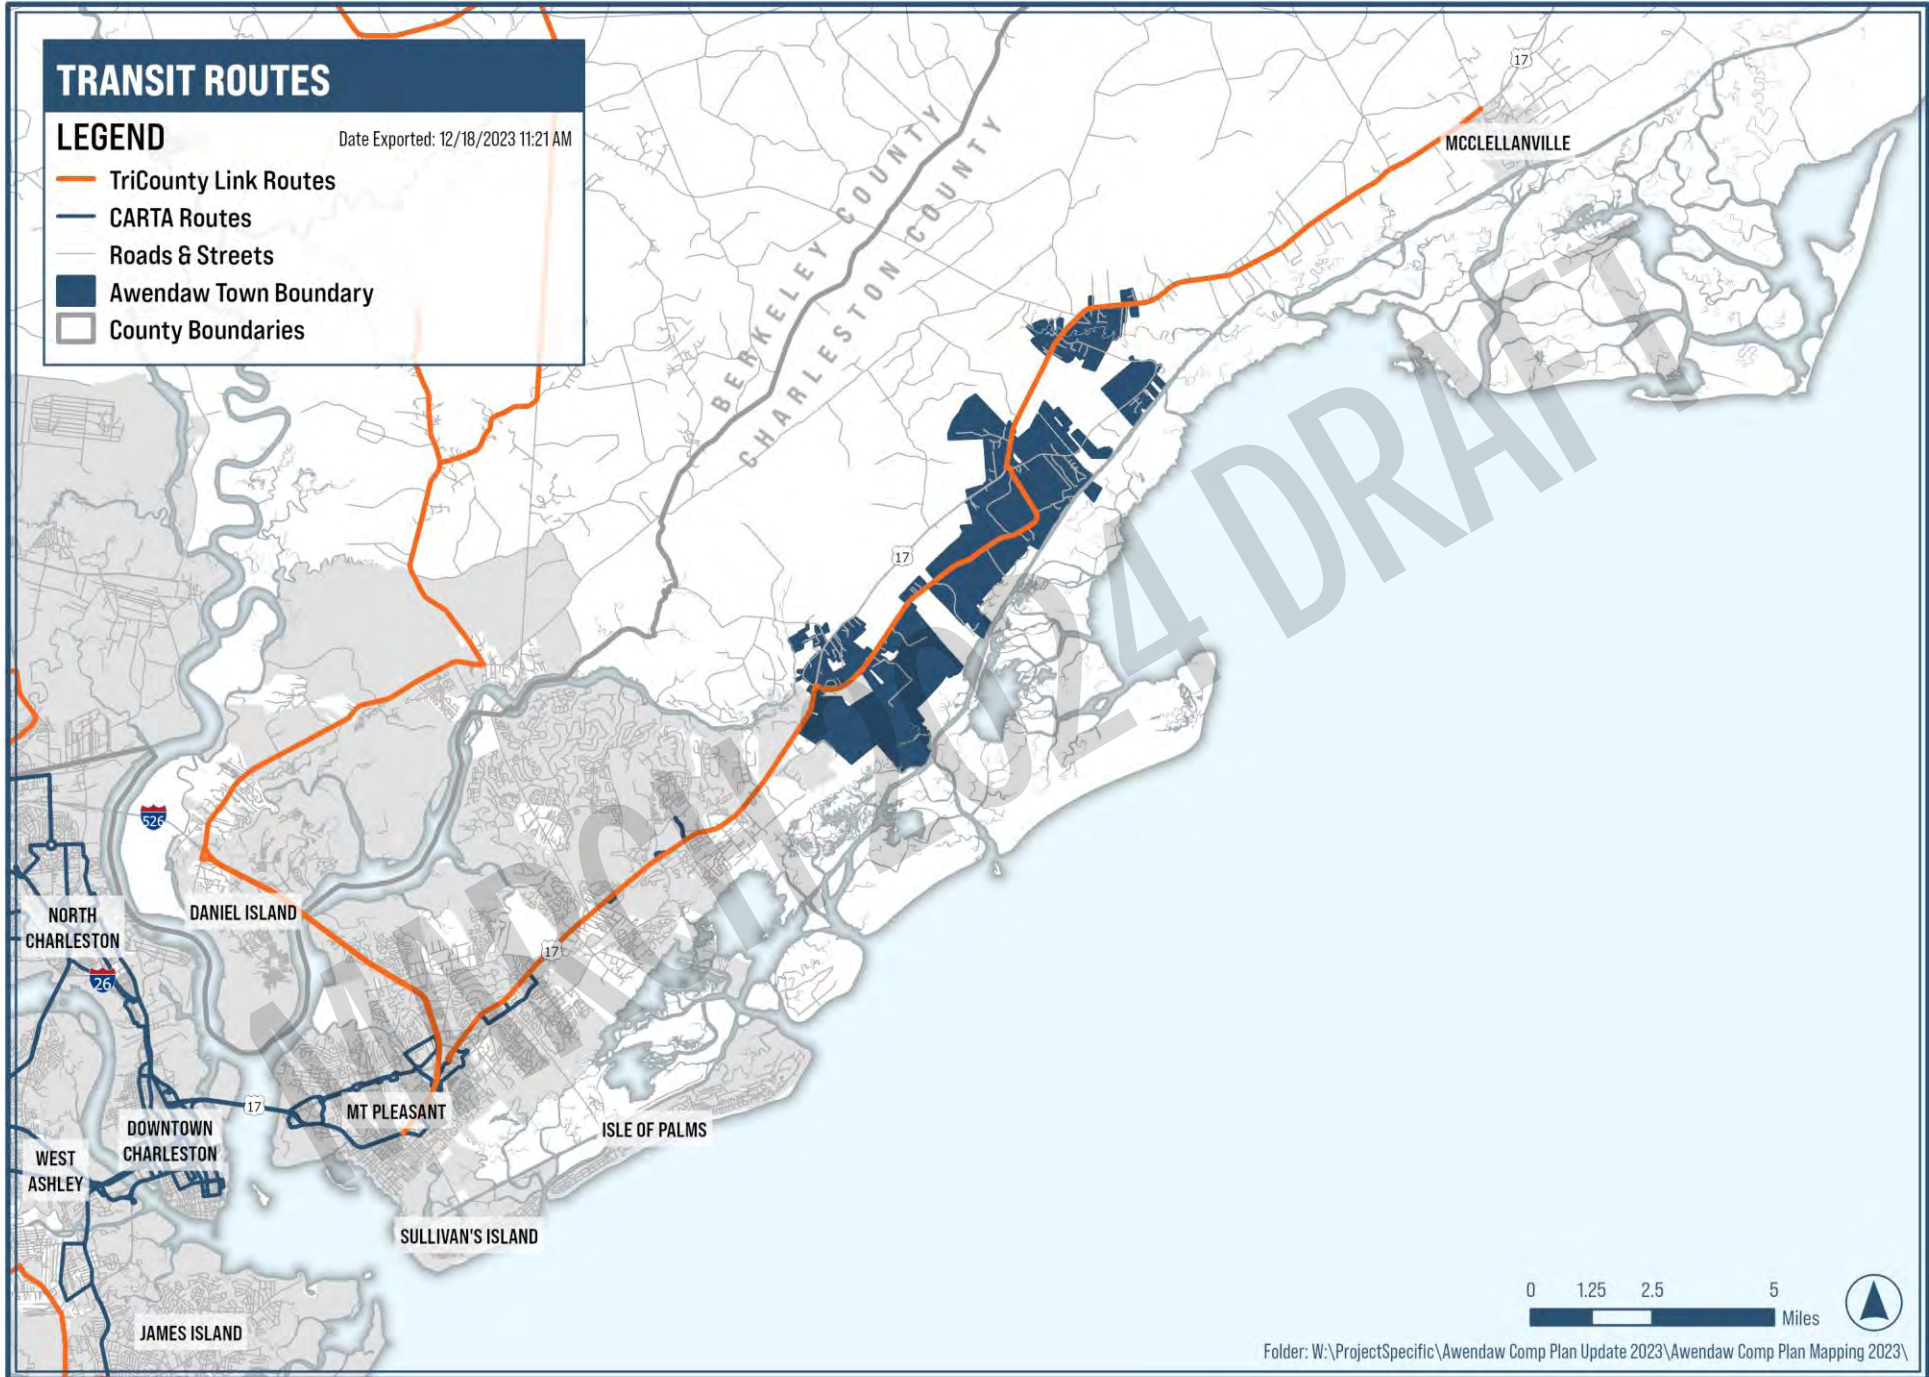 TRANSIT ROUTES
LEGEND
Date Exported: 12/18/2023 11:21 AM
TriCounty Link Routes
CARTA Routes
Roads & Streets
Awendaw Town Boundary
County Boundaries
17
MCCLELLANVILLE
BERKELEY COUNTY
CHARLESTON COUNTY
17
526
NORTH
CHARLESTON
DANIEL ISLAND
17
26
17
MT PLEASANT
DOWNTOWN
CHARLESTON
ISLE OF PALMS
WEST
ASHLEY
SULLIVAN'S ISLAND
JAMES ISLAND
MARCH 2024 DRAFT
0 1.25 2.5 5
Miles
Folder: W:\ProjectSpecific\Awendaw Comp Plan Update 2023\Awendaw Comp Plan Mapping 2023\